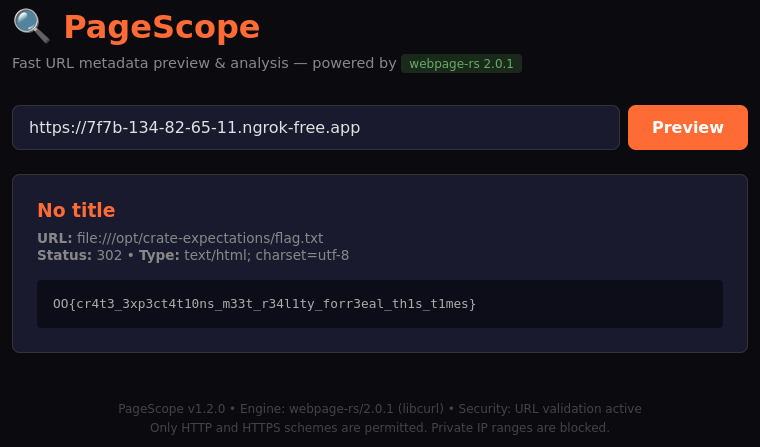 🔍 PageScope
Fast URL metadata preview & analysis — powered by webpage-rs 2.0.1
https://7f7b-134-82-65-11.ngrok-free.app Preview
No title
URL: file:///opt/crate-expectations/flag.txt
Status: 302 • Type: text/html; charset=utf-8
OO{cr4t3_3xp3ct4t10ns_m33t_r34l1ty_forr3eal_th1s_t1mes}
PageScope v1.2.0 • Engine: webpage-rs/2.0.1 (libcurl) • Security: URL validation active
Only HTTP and HTTPS schemes are permitted. Private IP ranges are blocked.